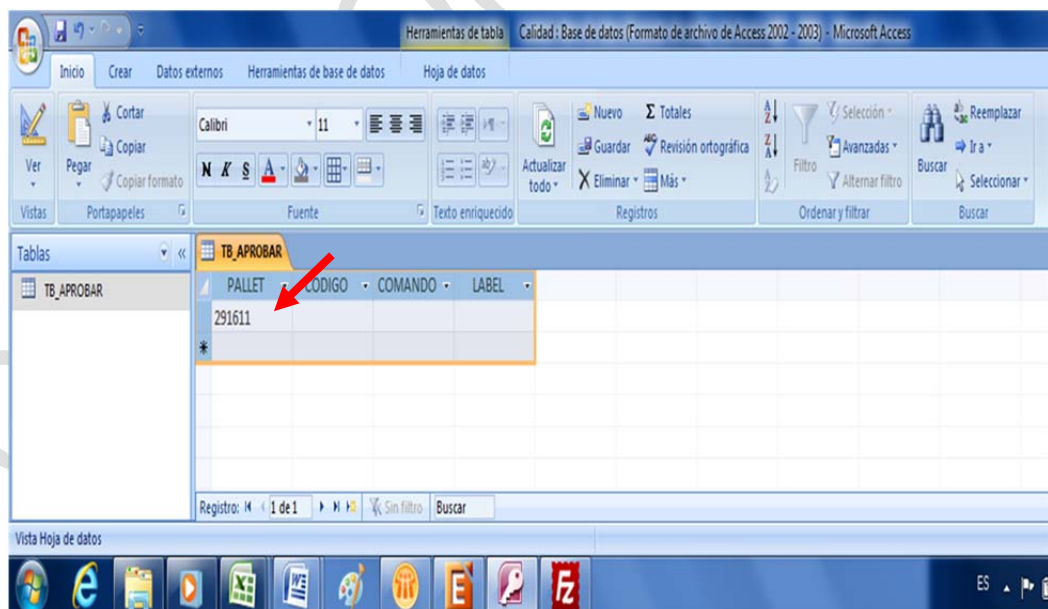 Herramientas de tabla Calidad : Base de datos (Formato de archivo de Access 2002 - 2003) - Microsoft Access
Inicio Crear Datos externos Herramientas de base de datos Hoja de datos
Ver
Vistas
Pegar
Cortar
Copiar
Copiar formato
Portapapeles
Calibri 11
N K S A
Fuente
Texto enriquecido
Actualizar todo
Nuevo
Guardar
Eliminar
Σ Totales
Revisión ortográfica
Más
Registros
Filtro
Selección
Avanzadas
Alternar filtro
Ordenar y filtrar
Buscar
Reemplazar
Ir a
Seleccionar
Buscar
Tablas
TB_APROBAR
TB_APROBAR
PALLET CODIGO COMANDO LABEL
291611
Registro: 1 de 1 Sin filtro Buscar
Vista Hoja de datos
ES